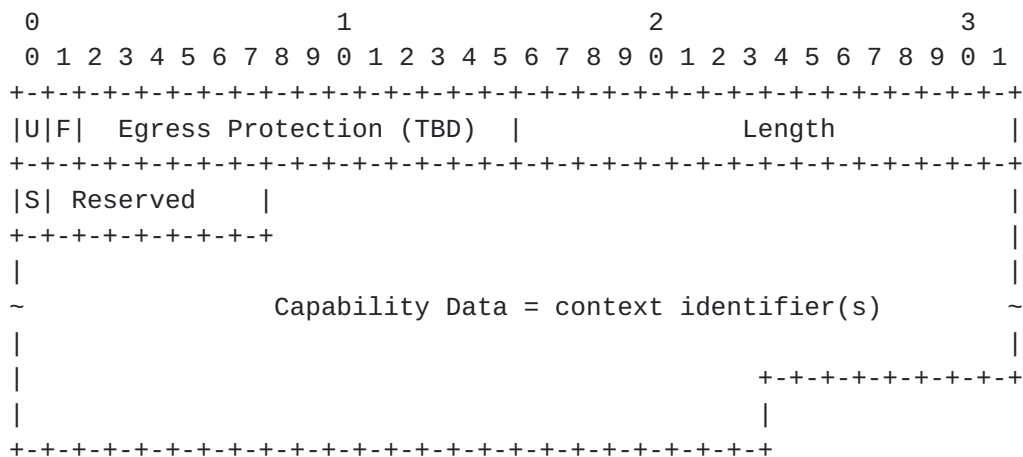 0                   1                   2                   3
 0 1 2 3 4 5 6 7 8 9 0 1 2 3 4 5 6 7 8 9 0 1 2 3 4 5 6 7 8 9 0 1
+-+-+-+-+-+-+-+-+-+-+-+-+-+-+-+-+-+-+-+-+-+-+-+-+-+-+-+-+-+-+-+-+
|U|F|  Egress Protection (TBD)  |              Length           |
+-+-+-+-+-+-+-+-+-+-+-+-+-+-+-+-+-+-+-+-+-+-+-+-+-+-+-+-+-+-+-+-+
|S| Reserved    |                                               |
+-+-+-+-+-+-+-+-+                                               |
|                                                               |
~                Capability Data = context identifier(s)        ~
|                                                               |
|                                               +-+-+-+-+-+-+-+-+
|                                               |
+-+-+-+-+-+-+-+-+-+-+-+-+-+-+-+-+-+-+-+-+-+-+-+-+